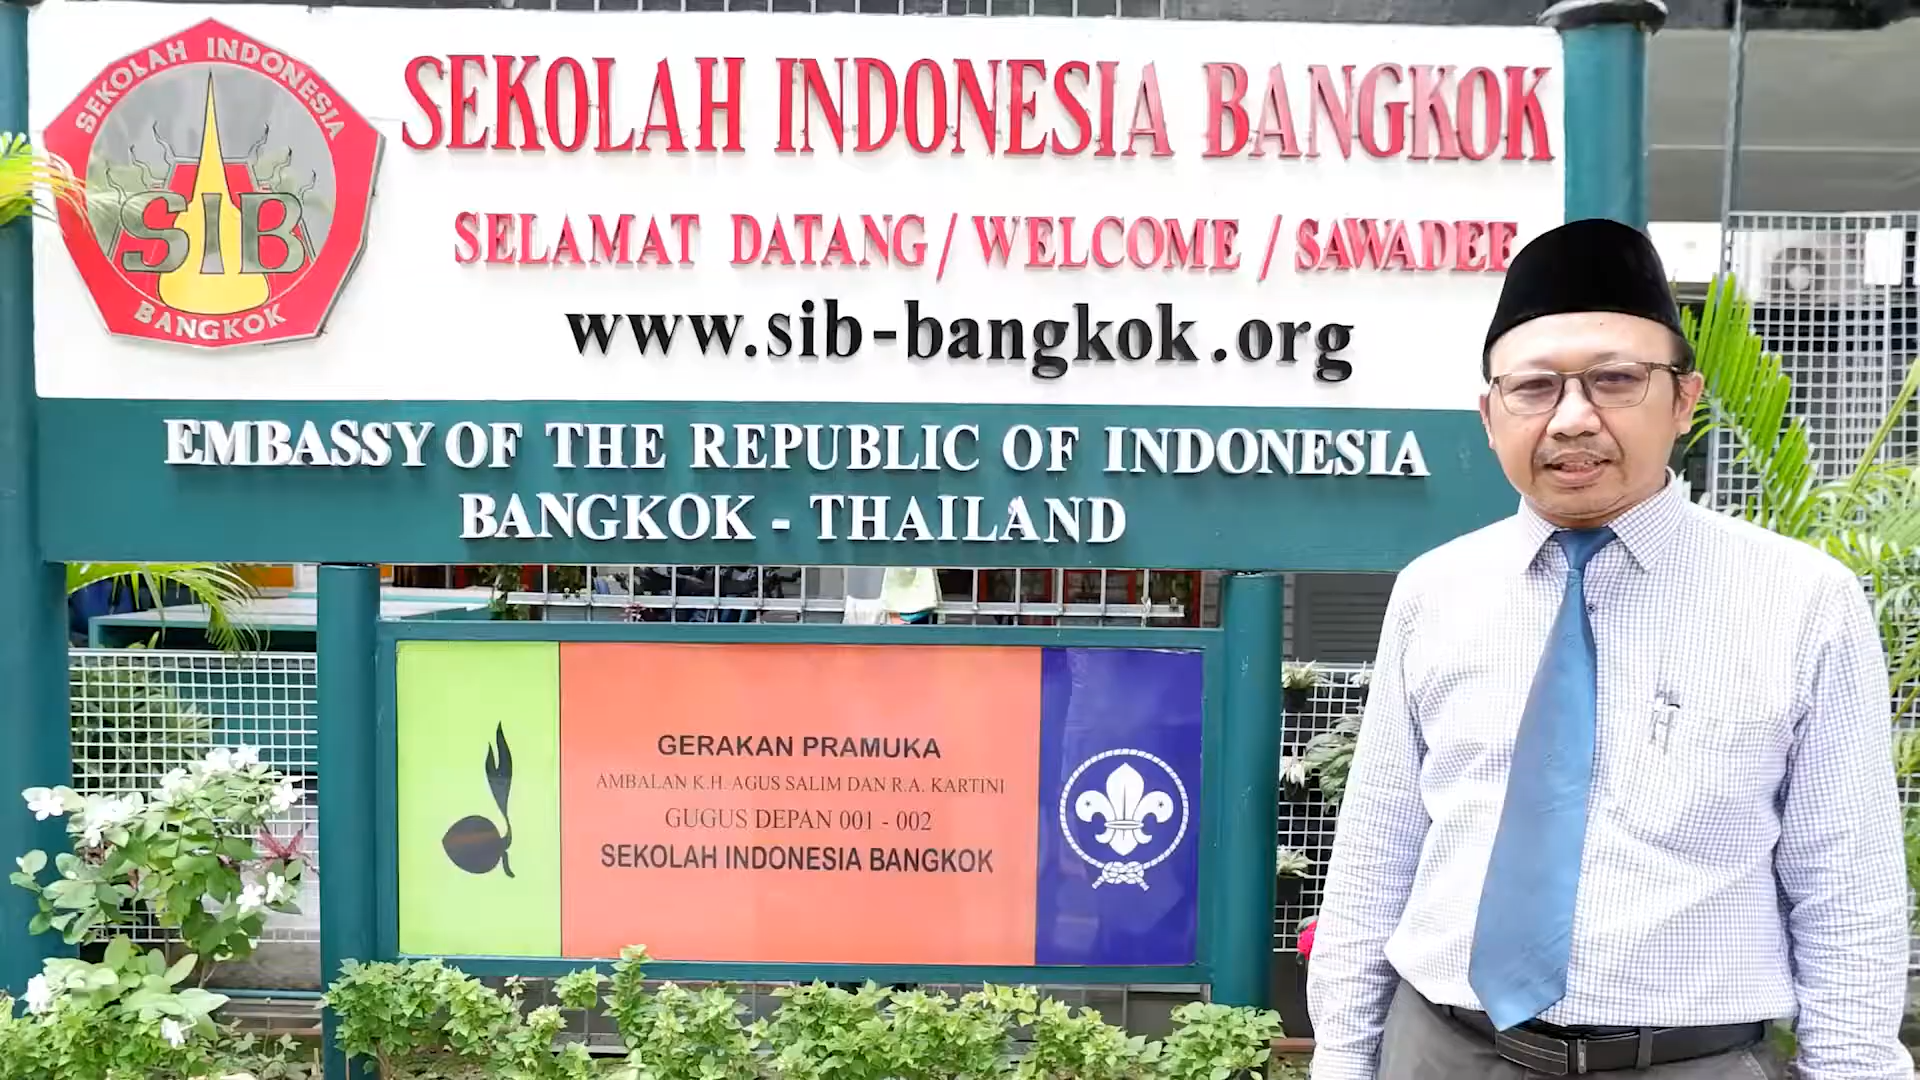 SEKOLAH INDONESIA
SIB
BANGKOK
SEKOLAH INDONESIA BANGKOK
SELAMAT DATANG / WELCOME / SAWADEE
www.sib-bangkok.org
EMBASSY OF THE REPUBLIC OF INDONESIA
BANGKOK - THAILAND
GERAKAN PRAMUKA
AMBALAN K.H. AGUS SALIM DAN R.A. KARTINI
GUGUS DEPAN 001 - 002
SEKOLAH INDONESIA BANGKOK